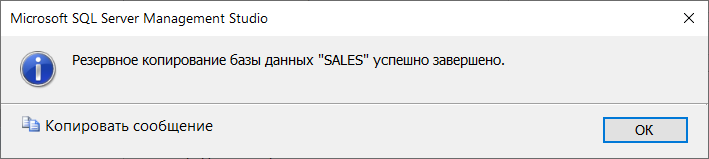 Microsoft SQL Server Management Studio
Резервное копирование базы данных "SALES" успешно завершено.
Копировать сообщение
ОК